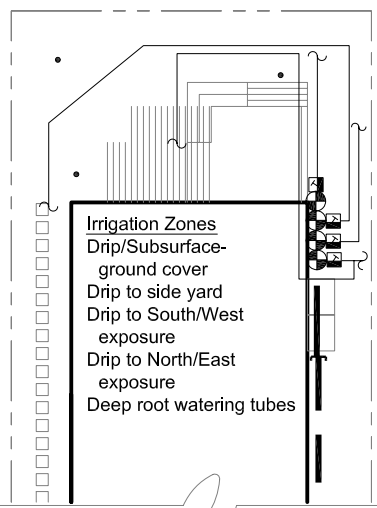 Irrigation Zones
Drip/Subsurface-
ground cover
Drip to side yard
Drip to South/West
exposure
Drip to North/East
exposure
Deep root watering tubes